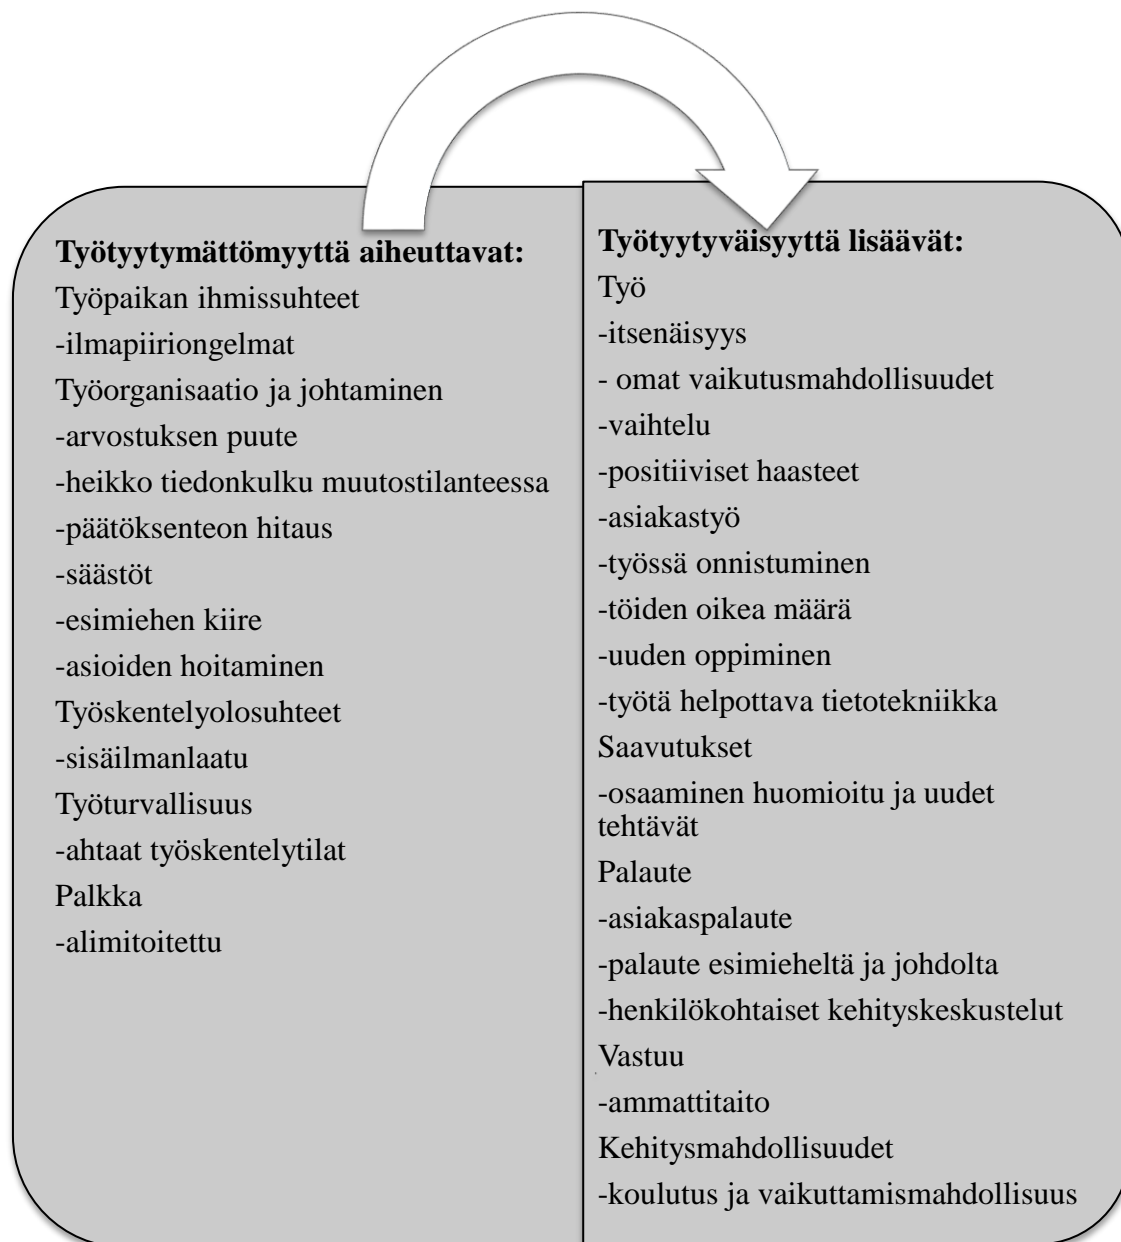 Työtyytymättömyyttä aiheuttavat:
Työpaikan ihmissuhteet
-ilmapiiriongelmat
Työorganisaatio ja johtaminen
-arvostuksen puute
-heikko tiedonkulku muutostilanteessa
-päätöksenteon hitaus
-säästöt
-esimiehen kiire
-asioiden hoitaminen
Työskentelyolosuhteet
-sisäilmanlaatu
Työturvallisuus
-ahtaat työskentelytilat
Palkka
-alimitoitettu
Työtyytyväisyyttä lisäävät:
Työ
-itsenäisyys
- omat vaikutusmahdollisuudet
-vaihtelu
-positiiviset haasteet
-asiakastyö
-työssä onnistuminen
-töiden oikea määrä
-uuden oppiminen
-työtä helpottava tietotekniikka
Saavutukset
-osaaminen huomioitu ja uudet
tehtävät
Palaute
-asiakaspalaute
-palaute esimieheltä ja johdolta
-henkilökohtaiset kehityskeskustelut
Vastuu
-ammattitaito
Kehitysmahdollisuudet
-koulutus ja vaikuttamismahdollisuus